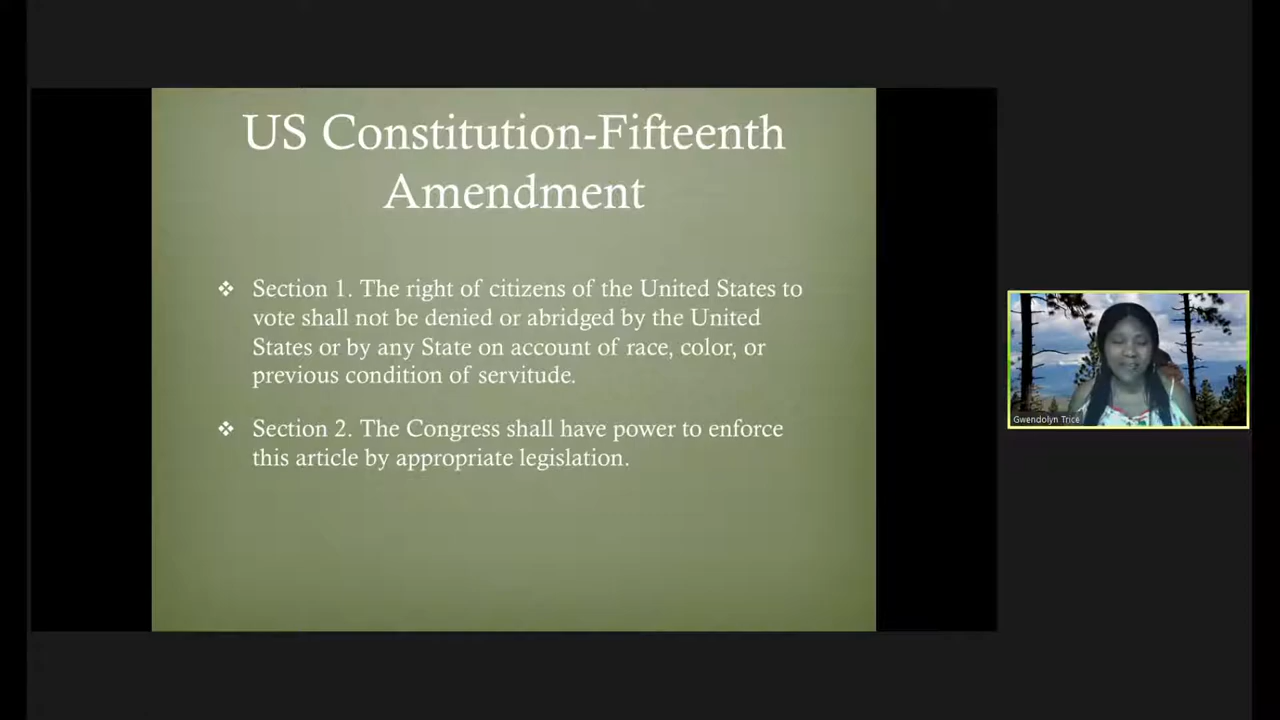 US Constitution-Fifteenth
Amendment
❖ Section 1. The right of citizens of the United States to
vote shall not be denied or abridged by the United
States or by any State on account of race, color, or
previous condition of servitude.
❖ Section 2. The Congress shall have power to enforce
this article by appropriate legislation.
Gwendolyn Trice